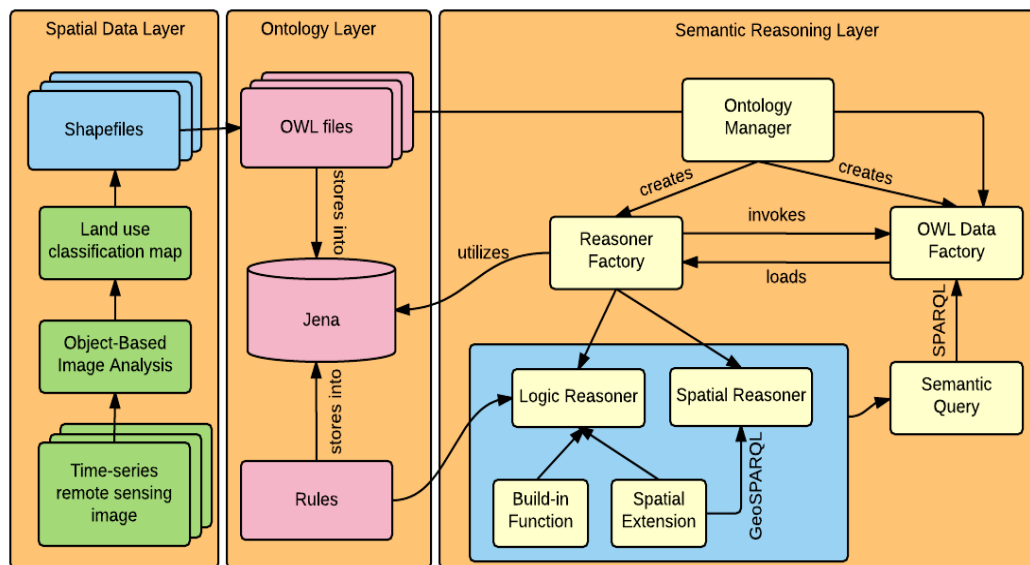 Spatial Data Layer
Shapefiles
Land use
classification map
Object-Based
Image Analysis
Time-series
remote sensing
image
Ontology Layer
OWL files
stores into
Jena
stores into
Rules
Semantic Reasoning Layer
Ontology
Manager
creates
creates
Reasoner
Factory
invokes
loads
OWL Data
Factory
utilizes
SPARQL
Logic Reasoner
Spatial Reasoner
Semantic
Query
Build-in
Function
Spatial
Extension
GeoSPARQL